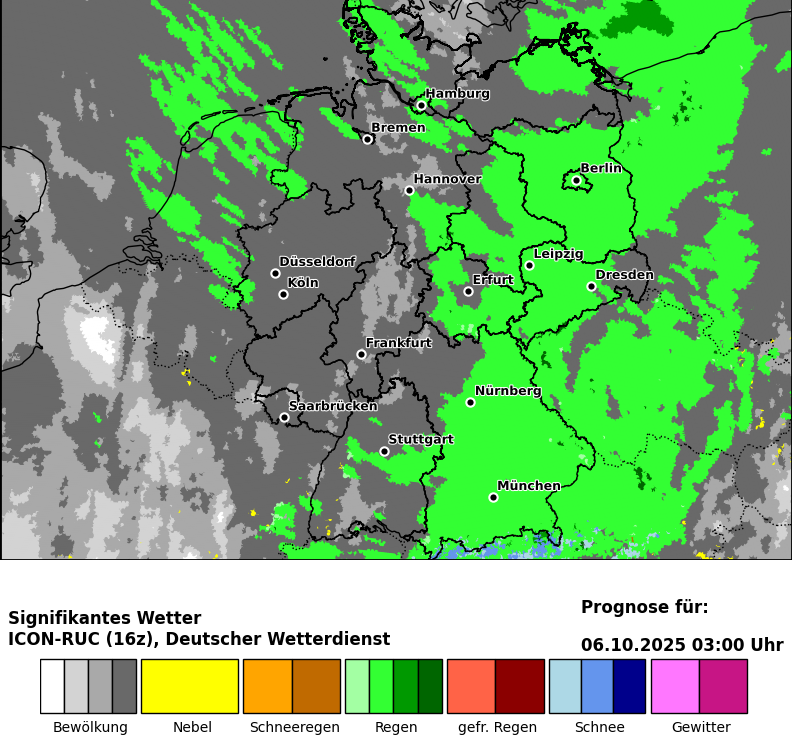 Hamburg
Bremen
Berlin
Hannover
Leipzig
Düsseldorf
Dresden
Köln
Erfurt
Frankfurt
Nürnberg
Saarbrücken
Stuttgart
München
Signifikantes Wetter
ICON-RUC (16z), Deutscher Wetterdienst
Prognose für:
06.10.2025 03:00 Uhr
Bewölkung
Nebel
Schneeregen
Regen
gefr. Regen
Schnee
Gewitter